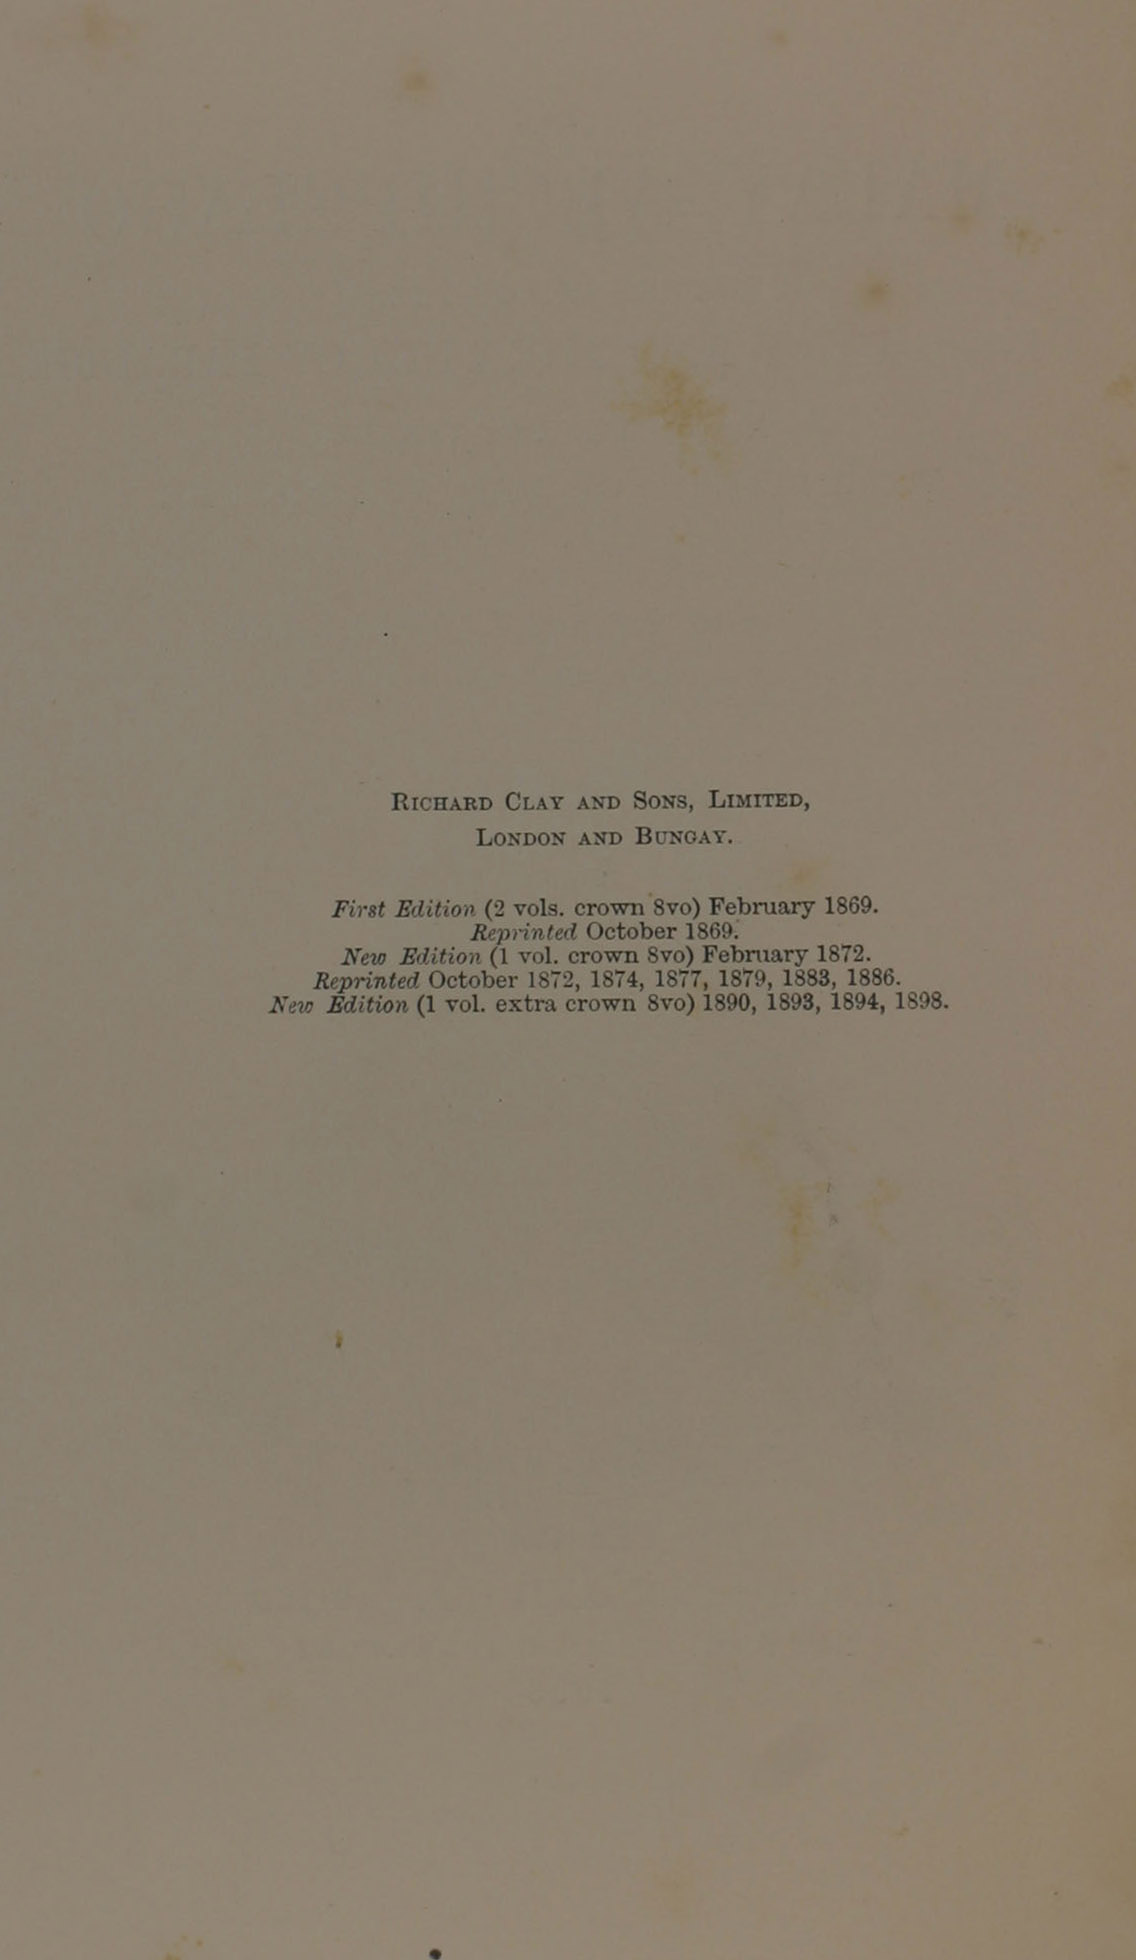 Richard Clay and Sons, Limited,
London and Bungay.
First Edition (2 vols. crown 8vo) February 1869.
Reprinted October 1869.
New Edition (1 vol. crown 8vo) February 1872.
Reprinted October 1872, 1874, 1877, 1879, 1883, 1886.
New Edition (1 vol. extra crown 8vo) 1890, 1893, 1894, 1898.